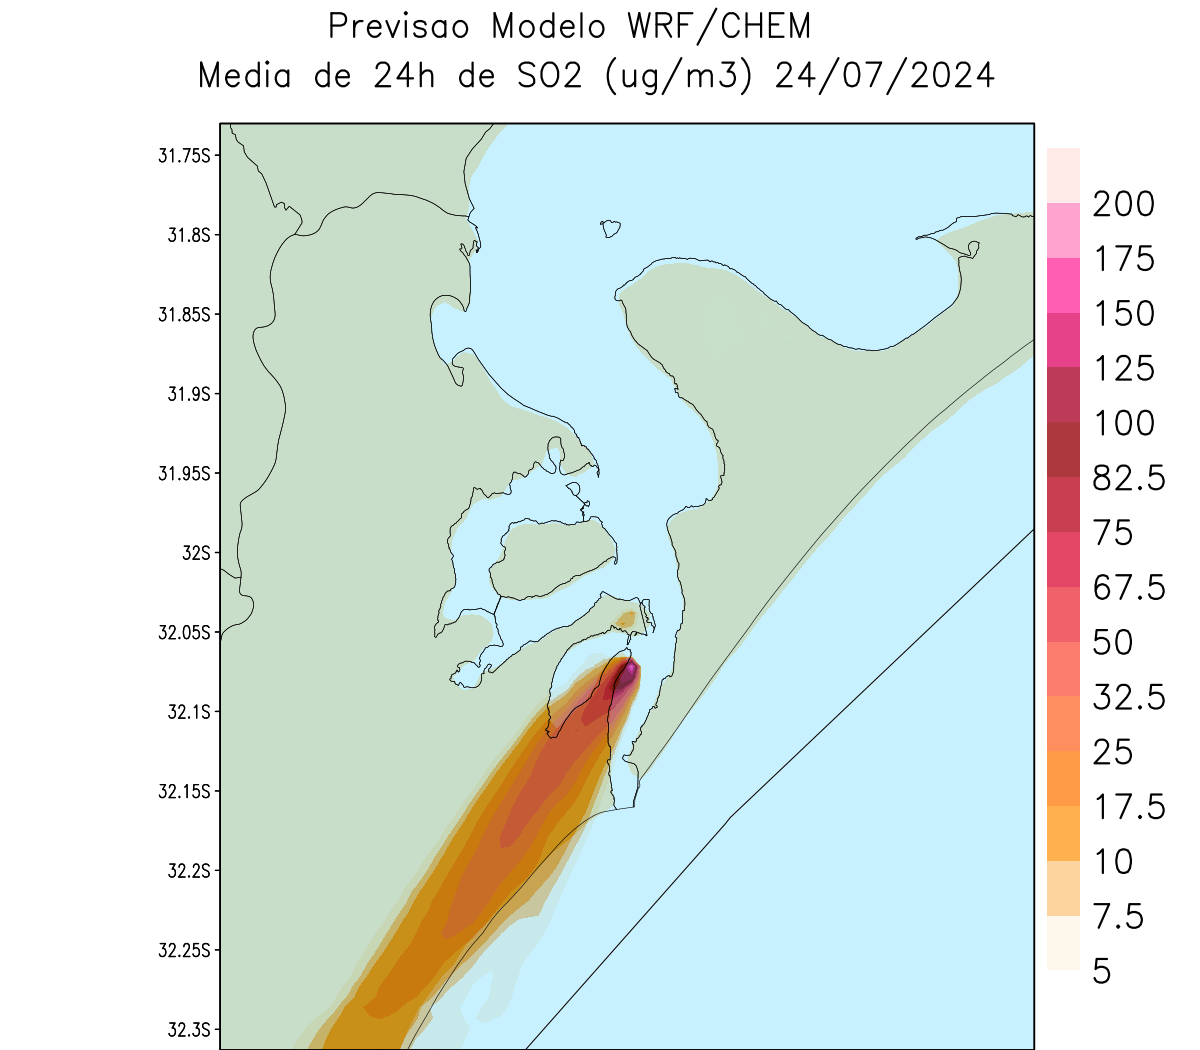 Previsao Modelo WRF/CHEM
Media de 24h de SO2 (ug/m3) 24/07/2024
31.75S
31.8S
31.85S
31.9S
31.95S
32S
32.05S
32.1S
32.15S
32.2S
32.25S
32.3S
200
175
150
125
100
82.5
75
67.5
50
32.5
25
17.5
10
7.5
5